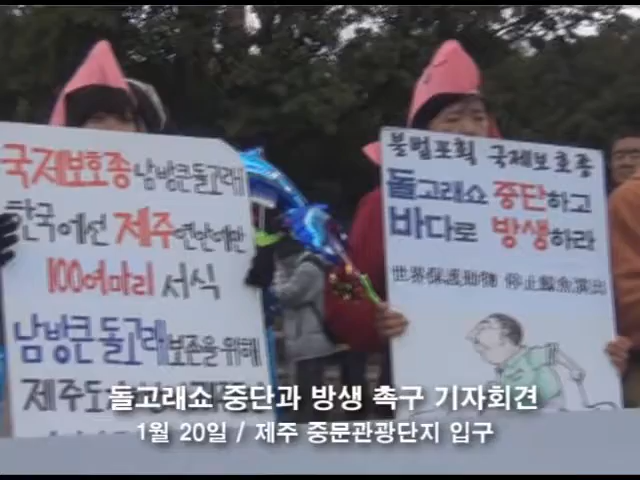 국제보호종 남방큰돌고래
한국에선 제주연안에만
100여마리 서식
남방큰돌고래보존을위해
제주도
불법포획 국제보호종
돌고래쇼 중단하고
바다로 방생하라
世界保護動物 停止鯨魚演出
돌고래쇼 중단과 방생 촉구 기자회견
1월 20일 / 제주 중문관광단지 입구